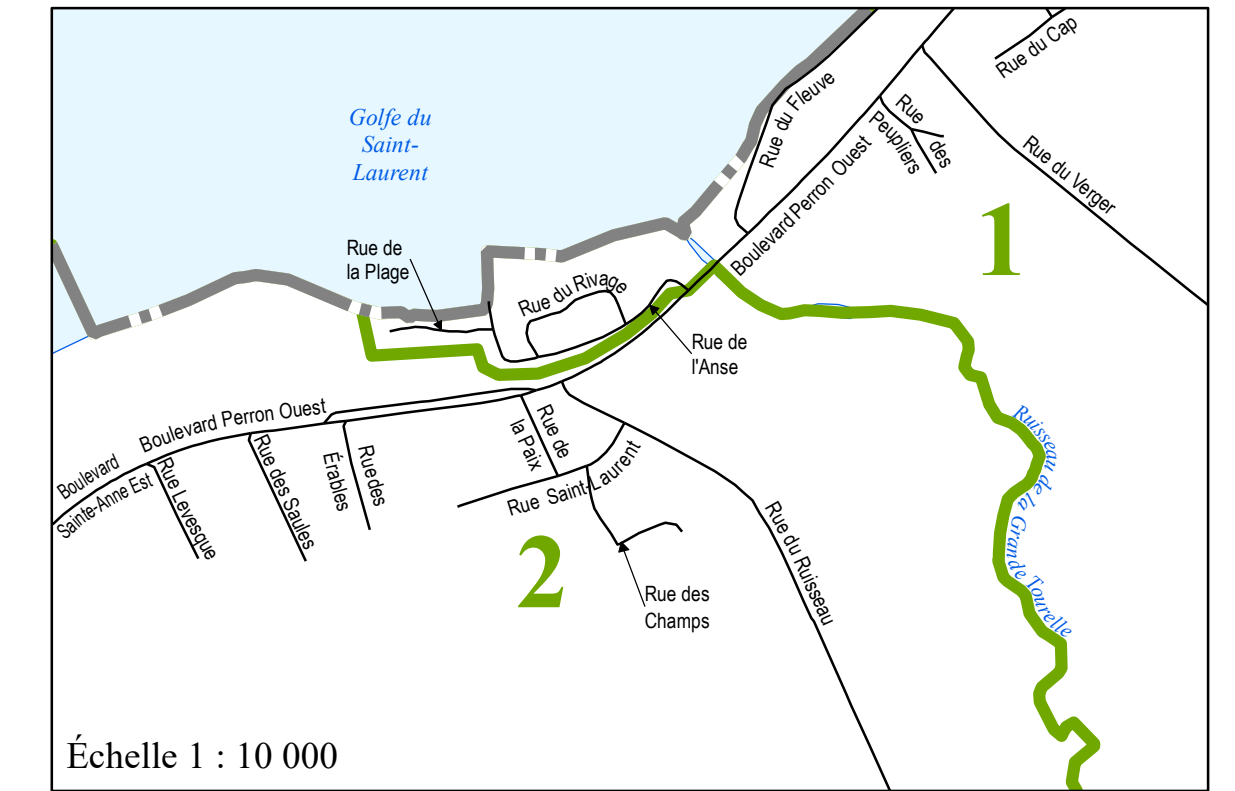 Rue du Cap
Golfe du
Saint-
Laurent
Rue du Fleuve
Rue
des
Peupliers
Rue du Verger
1
Boulevard Perron Ouest
Rue de
la Plage
Rue du Rivage
Rue de
l'Anse
Boulevard Perron Ouest
Boulevard
Sainte-Anne Est
Rue Levesque
Rue des Saules
Rue des
Érables
Rue de
la Paix
Rue Saint-Laurent
Ruisseau de la Grande Tourelle
2
Rue du Ruisseau
Rue des
Champs
Échelle 1 : 10 000